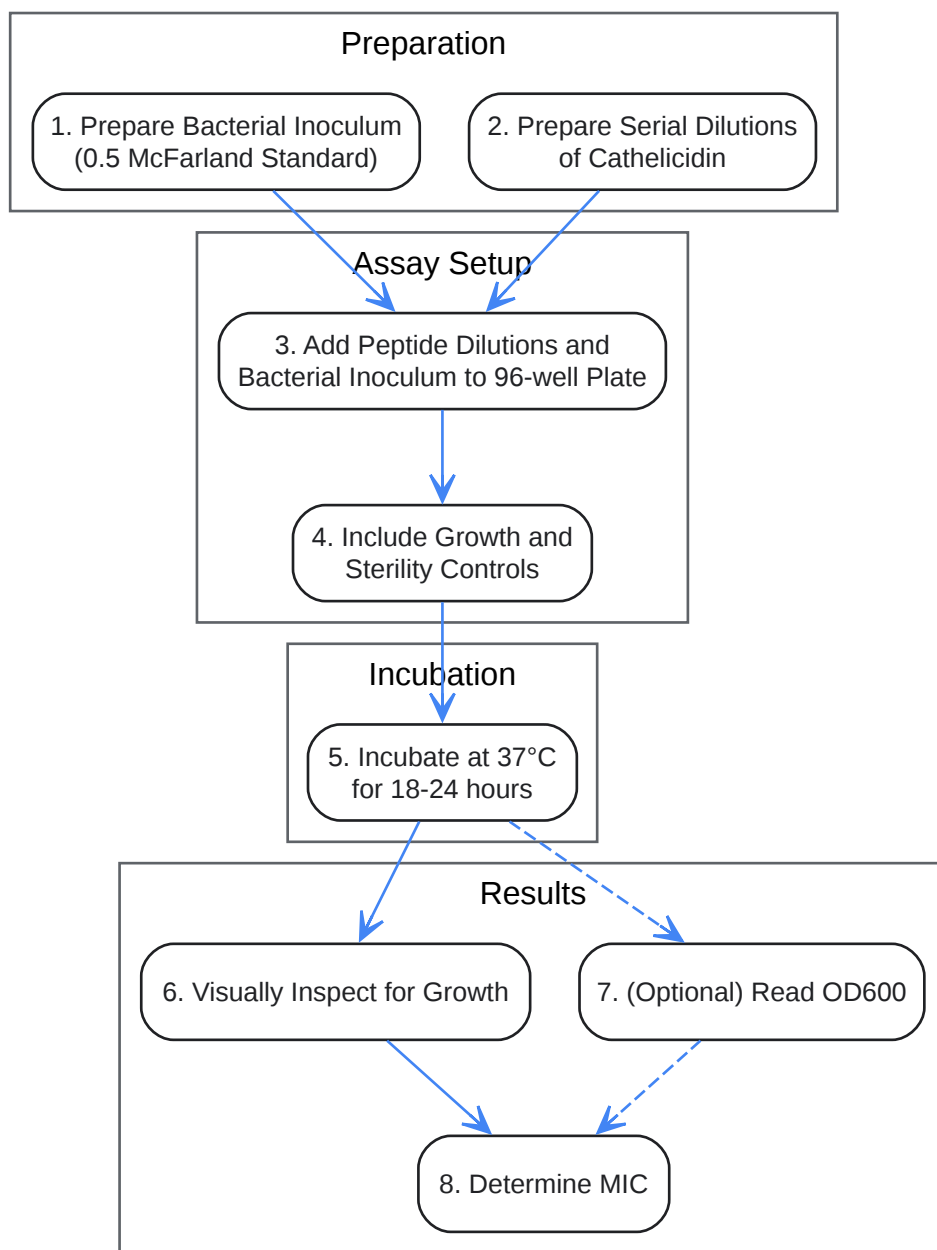 Preparation
1. Prepare Bacterial Inoculum
(0.5 McFarland Standard)
2. Prepare Serial Dilutions
of Cathelicidin
Assay Setup
3. Add Peptide Dilutions and
Bacterial Inoculum to 96-well Plate
4. Include Growth and
Sterility Controls
Incubation
5. Incubate at 37°C
for 18-24 hours
Results
6. Visually Inspect for Growth
7. (Optional) Read OD600
8. Determine MIC